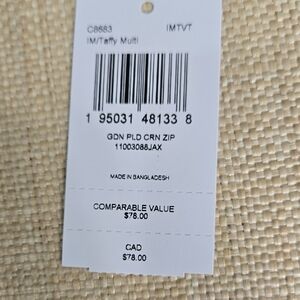 C8683 IMTVT
IM/Taffy Multi
1 95031 48133 8
GDN PLD CRN ZIP
11003088JAX
MADE IN BANGLADESH
COMPARABLE VALUE
$78.00
CAD
$78.00